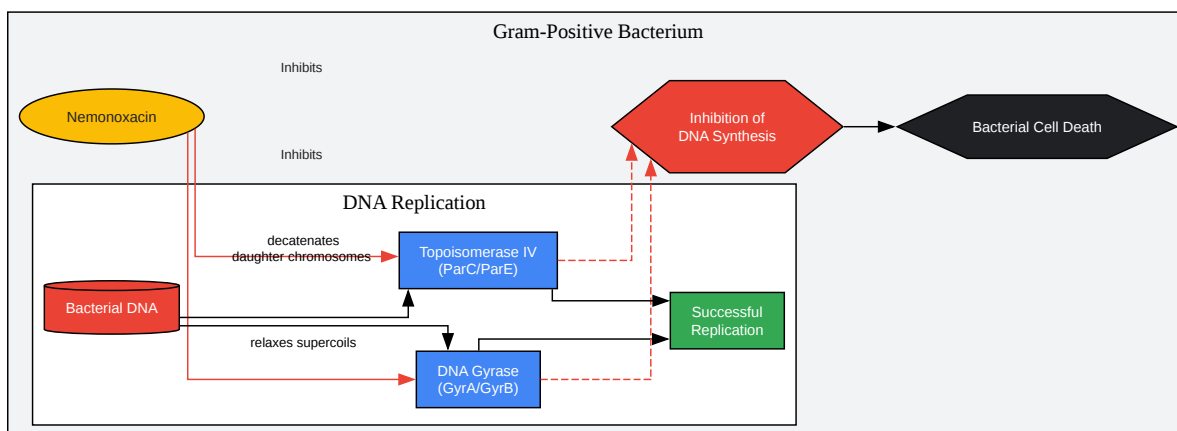 Gram-Positive Bacterium
Inhibits
Nemonoxacin
Inhibition of
DNA Synthesis
Bacterial Cell Death
Inhibits
DNA Replication
decatenates
daughter chromosomes
Topoisomerase IV
(ParC/ParE)
Bacterial DNA
Successful
Replication
relaxes supercoils
DNA Gyrase
(GyrA/GyrB)